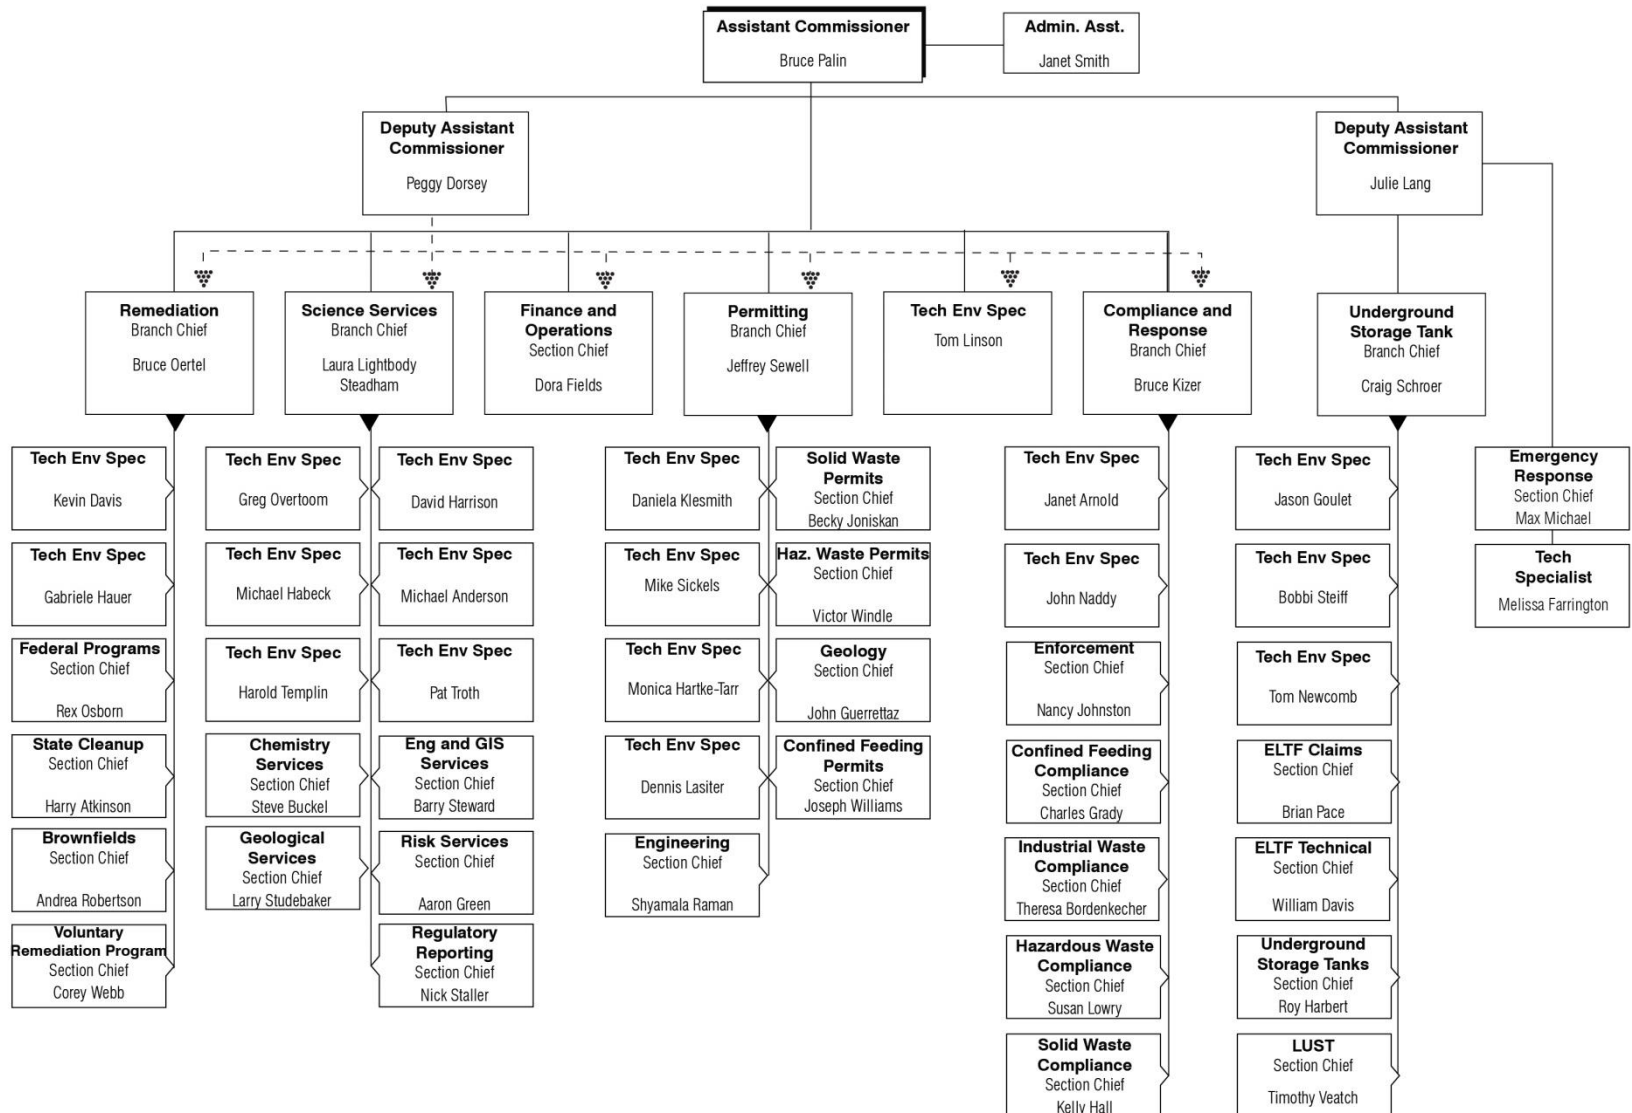 Assistant Commissioner
Bruce Palin
Admin. Asst.
Janet Smith
Deputy Assistant
Commissioner
Peggy Dorsey
Deputy Assistant
Commissioner
Julie Lang
Remediation
Branch Chief
Bruce Oertel
Science Services
Branch Chief
Laura Lightbody
Steadham
Finance and
Operations
Section Chief
Dora Fields
Permitting
Branch Chief
Jeffrey Sewell
Tech Env Spec
Tom Linson
Compliance and
Response
Branch Chief
Bruce Kizer
Underground
Storage Tank
Branch Chief
Craig Schroer
Tech Env Spec
Kevin Davis
Tech Env Spec
Gabriele Hauer
Federal Programs
Section Chief
Rex Osborn
State Cleanup
Section Chief
Harry Atkinson
Brownfields
Section Chief
Andrea Robertson
Voluntary
Remediation Program
Section Chief
Corey Webb
Tech Env Spec
Greg Overtoom
Tech Env Spec
Michael Habeck
Tech Env Spec
Harold Templin
Chemistry
Services
Section Chief
Steve Buckel
Geological
Services
Section Chief
Larry Studebaker
Tech Env Spec
David Harrison
Tech Env Spec
Michael Anderson
Tech Env Spec
Pat Troth
Eng and GIS
Services
Section Chief
Barry Steward
Risk Services
Section Chief
Aaron Green
Regulatory
Reporting
Section Chief
Nick Staller
Tech Env Spec
Daniela Klesmith
Tech Env Spec
Mike Sickels
Tech Env Spec
Monica Hartke-Tarr
Tech Env Spec
Dennis Lasiter
Engineering
Section Chief
Shyamala Raman
Solid Waste
Permits
Section Chief
Becky Joniskan
Haz. Waste Permits
Section Chief
Victor Windle
Geology
Section Chief
John Guerrettaz
Confined Feeding
Permits
Section Chief
Joseph Williams
Tech Env Spec
Janet Arnold
Tech Env Spec
John Naddy
Enforcement
Section Chief
Nancy Johnston
Confined Feeding
Compliance
Section Chief
Charles Grady
Industrial Waste
Compliance
Section Chief
Theresa Bordenkecher
Hazardous Waste
Compliance
Section Chief
Susan Lowry
Solid Waste
Compliance
Section Chief
Kelly Hall
Tech Env Spec
Jason Goulet
Tech Env Spec
Bobbi Steiff
Tech Env Spec
Tom Newcomb
ELTF Claims
Section Chief
Brian Pace
ELTF Technical
Section Chief
William Davis
Underground
Storage Tanks
Section Chief
Roy Harbert
LUST
Section Chief
Timothy Veatch
Emergency
Response
Section Chief
Max Michael
Tech
Specialist
Melissa Farrington